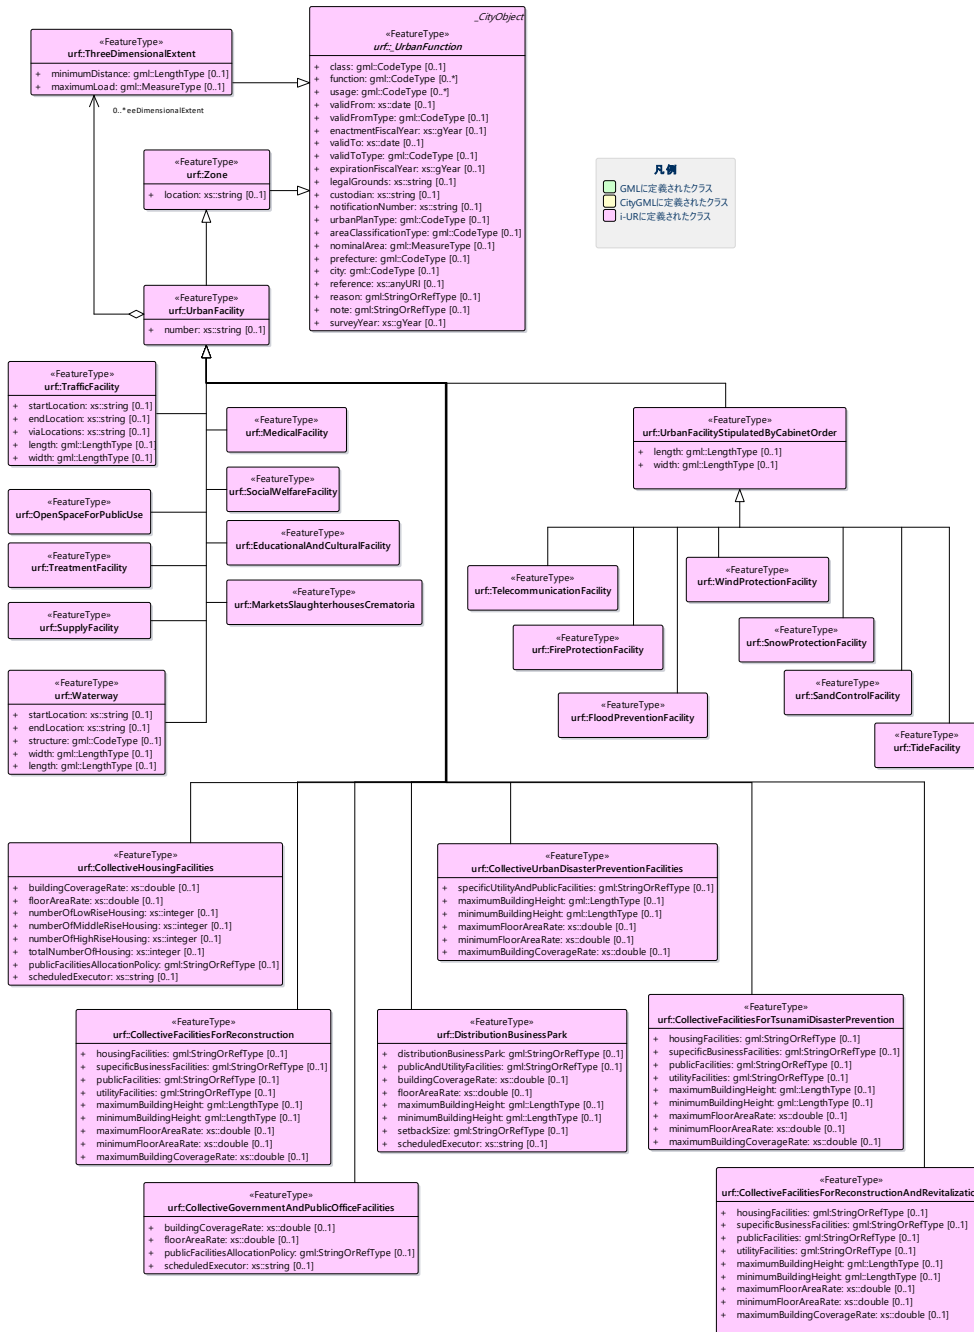 _CityObject
«FeatureType»
urf::_UrbanFunction
+ class: gml::CodeType [0..1]
+ function: gml::CodeType [0..*]
+ usage: gml::CodeType [0..*]
+ validFrom: xs::date [0..1]
+ validFromType: gml::CodeType [0..1]
+ enactmentFiscalYear: xs::gYear [0..1]
+ validTo: xs::date [0..1]
+ validToType: gml::CodeType [0..1]
+ expirationFiscalYear: xs::gYear [0..1]
+ legalGrounds: xs::string [0..1]
+ custodian: xs::string [0..1]
+ notificationNumber: xs::string [0..1]
+ urbanPlanType: gml::CodeType [0..1]
+ areaClassificationType: gml::CodeType [0..1]
+ nominalArea: gml::MeasureType [0..1]
+ prefecture: gml::CodeType [0..1]
+ city: gml::CodeType [0..1]
+ reference: xs::anyURI [0..1]
+ reason: gml:StringOrRefType [0..1]
+ note: gml:StringOrRefType [0..1]
+ surveyYear: xs::gYear [0..1]
«FeatureType»
urf::ThreeDimensionalExtent
+ minimumDistance: gml::LengthType [0..1]
+ maximumLoad: gml::MeasureType [0..1]
0..*eeDimensionalExtent
«FeatureType»
urf::Zone
+ location: xs::string [0..1]
凡例
GMLに定義されたクラス
CityGMLに定義されたクラス
i-URに定義されたクラス
«FeatureType»
urf::UrbanFacility
+ number: xs::string [0..1]
«FeatureType»
urf::TrafficFacility
+ startLocation: xs::string [0..1]
+ endLocation: xs::string [0..1]
+ viaLocations: xs::string [0..1]
+ length: gml::LengthType [0..1]
+ width: gml::LengthType [0..1]
«FeatureType»
urf::MedicalFacility
«FeatureType»
urf::SocialWelfareFacility
«FeatureType»
urf::OpenSpaceForPublicUse
«FeatureType»
urf::EducationalAndCulturalFacility
«FeatureType»
urf::TreatmentFacility
«FeatureType»
urf::MarketsSlaughterhousesCrematoria
«FeatureType»
urf::SupplyFacility
«FeatureType»
urf::Waterway
+ startLocation: xs::string [0..1]
+ endLocation: xs::string [0..1]
+ structure: gml::CodeType [0..1]
+ width: gml::LengthType [0..1]
+ length: gml::LengthType [0..1]
«FeatureType»
urf::UrbanFacilityStipulatedByCabinetOrder
+ length: gml::LengthType [0..1]
+ width: gml::LengthType [0..1]
«FeatureType»
urf::TelecommunicationFacility
«FeatureType»
urf::WindProtectionFacility
«FeatureType»
urf::FireProtectionFacility
«FeatureType»
urf::SnowProtectionFacility
«FeatureType»
urf::SandControlFacility
«FeatureType»
urf::FloodPreventionFacility
«FeatureType»
urf::TideFacility
«FeatureType»
urf::CollectiveHousingFacilities
+ buildingCoverageRate: xs::double [0..1]
+ floorAreaRate: xs::double [0..1]
+ numberOfLowRiseHousing: xs::integer [0..1]
+ numberOfMiddleRiseHousing: xs::integer [0..1]
+ numberOfHighRiseHousing: xs::integer [0..1]
+ totalNumberOfHousing: xs::integer [0..1]
+ publicFacilitiesAllocationPolicy: gml:StringOrRefType [0..1]
+ scheduledExecutor: xs::string [0..1]
«FeatureType»
urf::CollectiveUrbanDisasterPreventionFacilities
+ specificUtilityAndPublicFacilities: gml:StringOrRefType [0..1]
+ maximumBuildingHeight: gml::LengthType [0..1]
+ minimumBuildingHeight: gml::LengthType [0..1]
+ maximumFloorAreaRate: xs::double [0..1]
+ minimumFloorAreaRate: xs::double [0..1]
+ maximumBuildingCoverageRate: xs::double [0..1]
«FeatureType»
urf::CollectiveFacilitiesForReconstruction
+ housingFacilities: gml:StringOrRefType [0..1]
+ supecificBusinessFacilities: gml:StringOrRefType [0..1]
+ publicFacilities: gml:StringOrRefType [0..1]
+ utilityFacilities: gml:StringOrRefType [0..1]
+ maximumBuildingHeight: gml::LengthType [0..1]
+ minimumBuildingHeight: gml::LengthType [0..1]
+ maximumFloorAreaRate: xs::double [0..1]
+ minimumFloorAreaRate: xs::double [0..1]
+ maximumBuildingCoverageRate: xs::double [0..1]
«FeatureType»
urf::DistributionBusinessPark
+ distributionBusinessPark: gml:StringOrRefType [0..1]
+ publicAndUtilityFacilities: gml:StringOrRefType [0..1]
+ buildingCoverageRate: xs::double [0..1]
+ floorAreaRate: xs::double [0..1]
+ maximumBuildingHeight: gml::LengthType [0..1]
+ minimumBuildingHeight: gml::LengthType [0..1]
+ setbackSize: gml:StringOrRefType [0..1]
+ scheduledExecutor: xs::string [0..1]
«FeatureType»
urf::CollectiveFacilitiesForTsunamiDisasterPrevention
+ housingFacilities: gml:StringOrRefType [0..1]
+ supecificBusinessFacilities: gml:StringOrRefType [0..1]
+ publicFacilities: gml:StringOrRefType [0..1]
+ utilityFacilities: gml:StringOrRefType [0..1]
+ maximumBuildingHeight: gml::LengthType [0..1]
+ minimumBuildingHeight: gml::LengthType [0..1]
+ maximumFloorAreaRate: xs::double [0..1]
+ minimumFloorAreaRate: xs::double [0..1]
+ maximumBuildingCoverageRate: xs::double [0..1]
«FeatureType»
urf::CollectiveGovernmentAndPublicOfficeFacilities
+ buildingCoverageRate: xs::double [0..1]
+ floorAreaRate: xs::double [0..1]
+ publicFacilitiesAllocationPolicy: gml:StringOrRefType [0..1]
+ scheduledExecutor: xs::string [0..1]
«FeatureType»
urf::CollectiveFacilitiesForReconstructionAndRevitalizatio
+ housingFacilities: gml:StringOrRefType [0..1]
+ supecificBusinessFacilities: gml:StringOrRefType [0..1]
+ publicFacilities: gml:StringOrRefType [0..1]
+ utilityFacilities: gml:StringOrRefType [0..1]
+ maximumBuildingHeight: gml::LengthType [0..1]
+ minimumBuildingHeight: gml::LengthType [0..1]
+ maximumFloorAreaRate: xs::double [0..1]
+ minimumFloorAreaRate: xs::double [0..1]
+ maximumBuildingCoverageRate: xs::double [0..1]